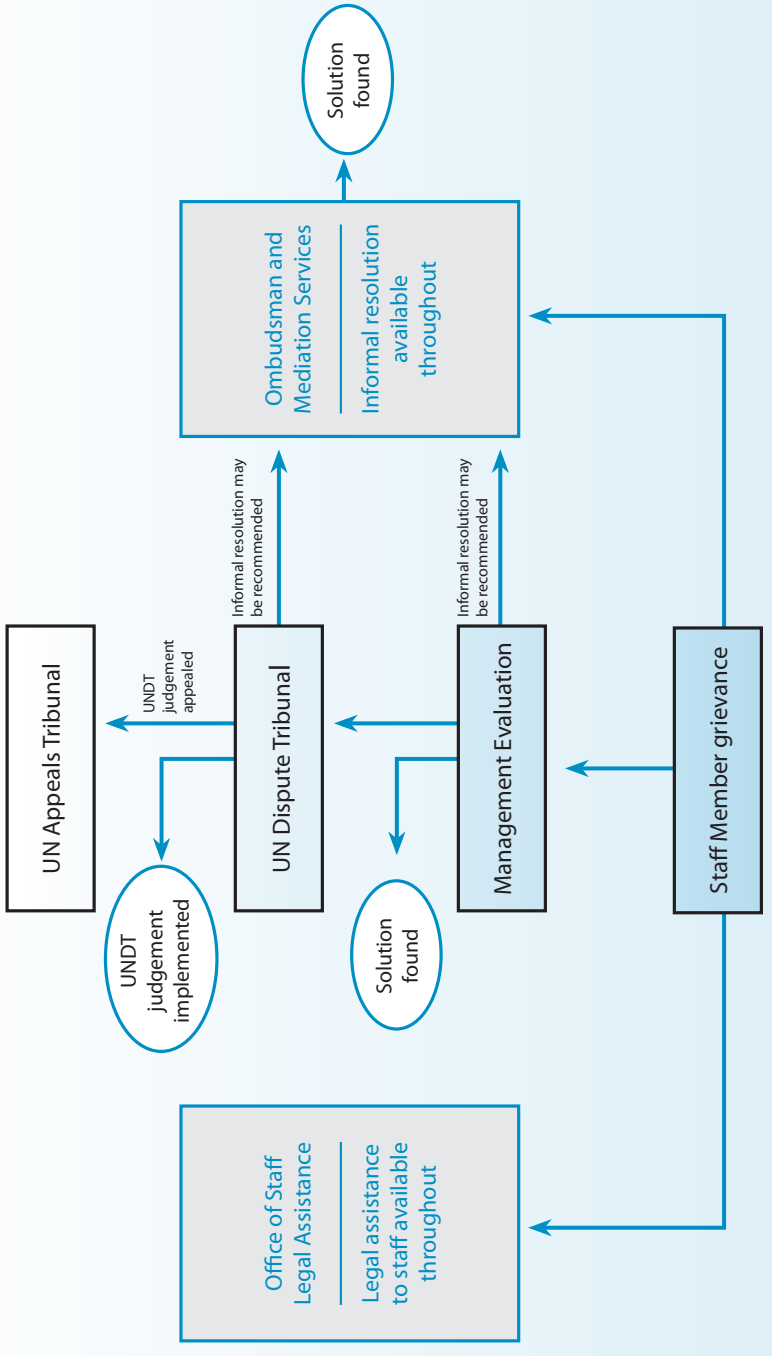 UN Appeals Tribunal
UNDT
judgement
appealed
UNDT
judgement
implemented
UN Dispute Tribunal
Informal resolution may
be recommended
Office of Staff
Legal Assistance
Legal assistance
to staff available
throughout
Solution
found
Management Evaluation
Informal resolution may
be recommended
Ombudsman and
Mediation Services
Informal resolution
available
throughout
Solution
found
Staff Member grievance